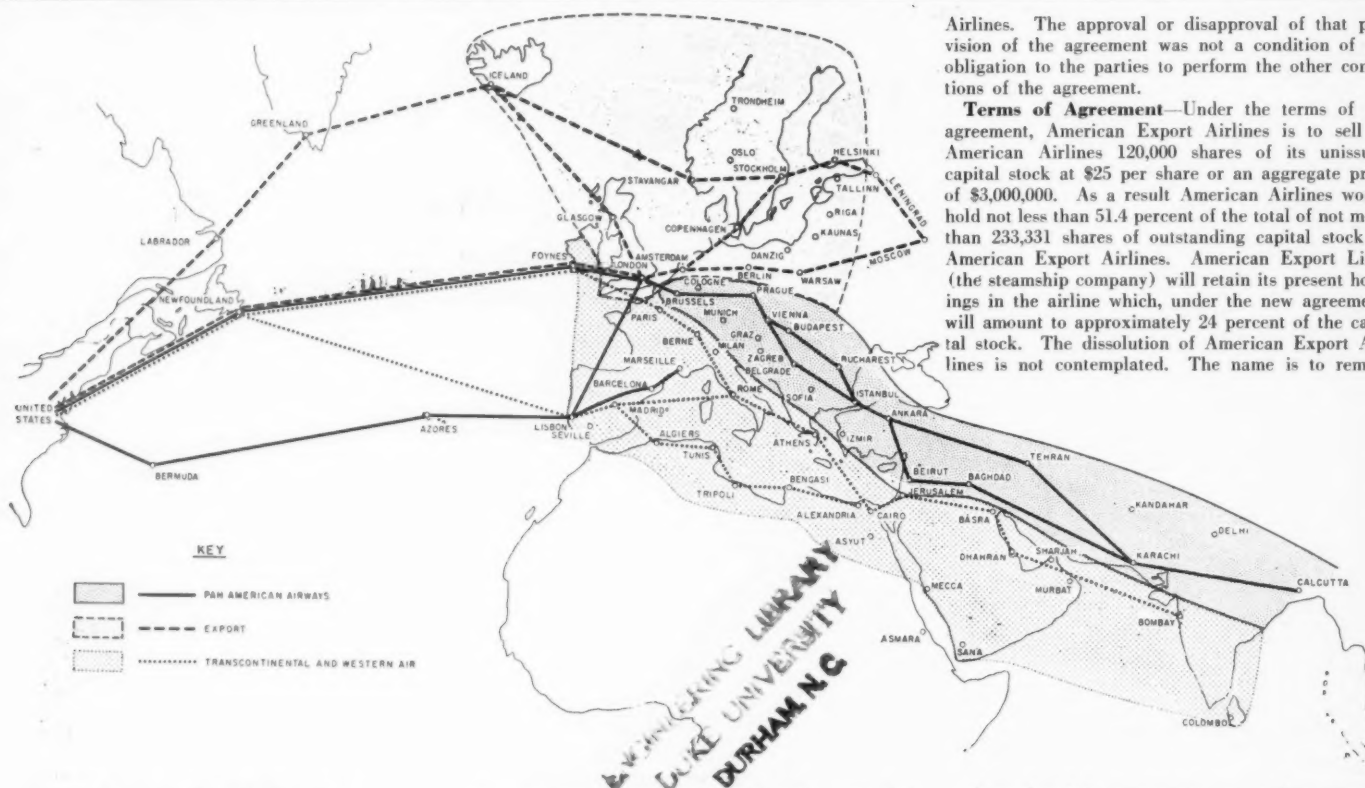 Airlines. The approval or disapproval of that p
vision of the agreement was not a condition of
obligation to the parties to perform the other con
tions of the agreement.
Terms of Agreement—Under the terms of
agreement, American Export Airlines is to sell
American Airlines 120,000 shares of its unissu
capital stock at $25 per share or an aggregate pr
of $3,000,000. As a result American Airlines wo
hold not less than 51.4 percent of the total of not m
than 233,331 shares of outstanding capital stock
American Export Airlines. American Export Li
(the steamship company) will retain its present ho
ings in the airline which, under the new agreeme
will amount to approximately 24 percent of the ca
tal stock. The dissolution of American Export A
lines is not contemplated. The name is to rem
ICELAND
GREENLAND
TRONDHEIM
OSLO
STOCKHOLM
HELSINKI
STAVANGAR
TALLINN
LENINGRAD
LABRADOR
GLASGOW
RIGA
COPENHAGEN
KAUNAS
FOYNES
AMSTERDAM
DANZIG
MOSCOW
LONDON
BERLIN
WARSAW
NEWFOUNDLAND
COLOGNE
BRUSSELS
PRAGUE
PARIS
MUNICH
VIENNA
BUDAPEST
BERNE
GRAZ
MILAN
ZAGREB
RUCHAREST
MARSEILLE
BELGRADE
BARCELONA
ROME
SOFIA
ISTANBUL
UNITED
STATES
MADRID
ANKARA
AZORES
LISBON
SEVILLE
ALGIERS
ATHENS
IZMIR
TEHRAN
BERMUDA
TUNIS
BEIRUT
BAGHDAD
TRIPOLI
BENGASI
JERUSALEM
KANDAHAR
ALEXANDRIA
CAIRO
BASRA
DELHI
ASYUT
DHAHRAN
SHARJAH
KARACHI
MECCA
MURBAT
CALCUTTA
BOMBAY
ASMARA
SANA
COLOMBO
KEY
PAN AMERICAN AIRWAYS
EXPORT
TRANSCONTINENTAL AND WESTERN AIR
ENGINEERING LIBRARY
DUKE UNIVERSITY
DURHAM, N.C.